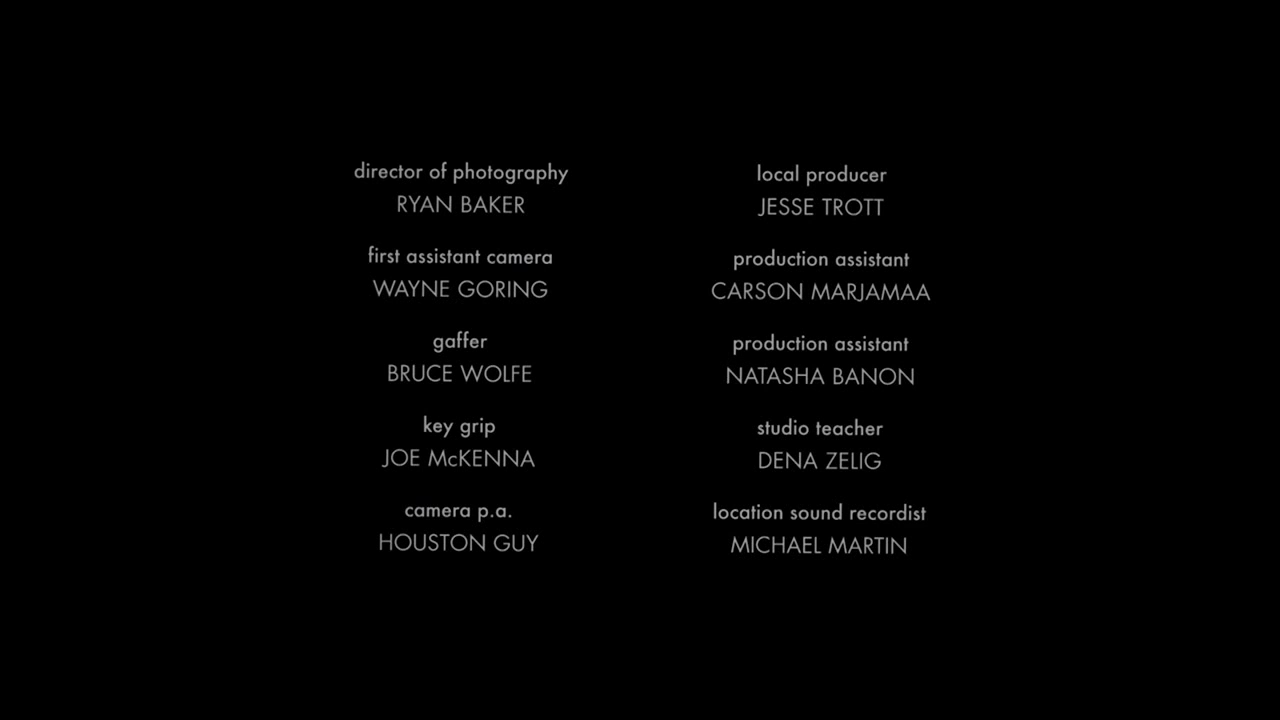 director of photography
RYAN BAKER
first assistant camera
WAYNE GORING
gaffer
BRUCE WOLFE
key grip
JOE McKENNA
camera p.a.
HOUSTON GUY
local producer
JESSE TROTT
production assistant
CARSON MARJAMAA
production assistant
NATASHA BANON
studio teacher
DENA ZELIG
location sound recordist
MICHAEL MARTIN